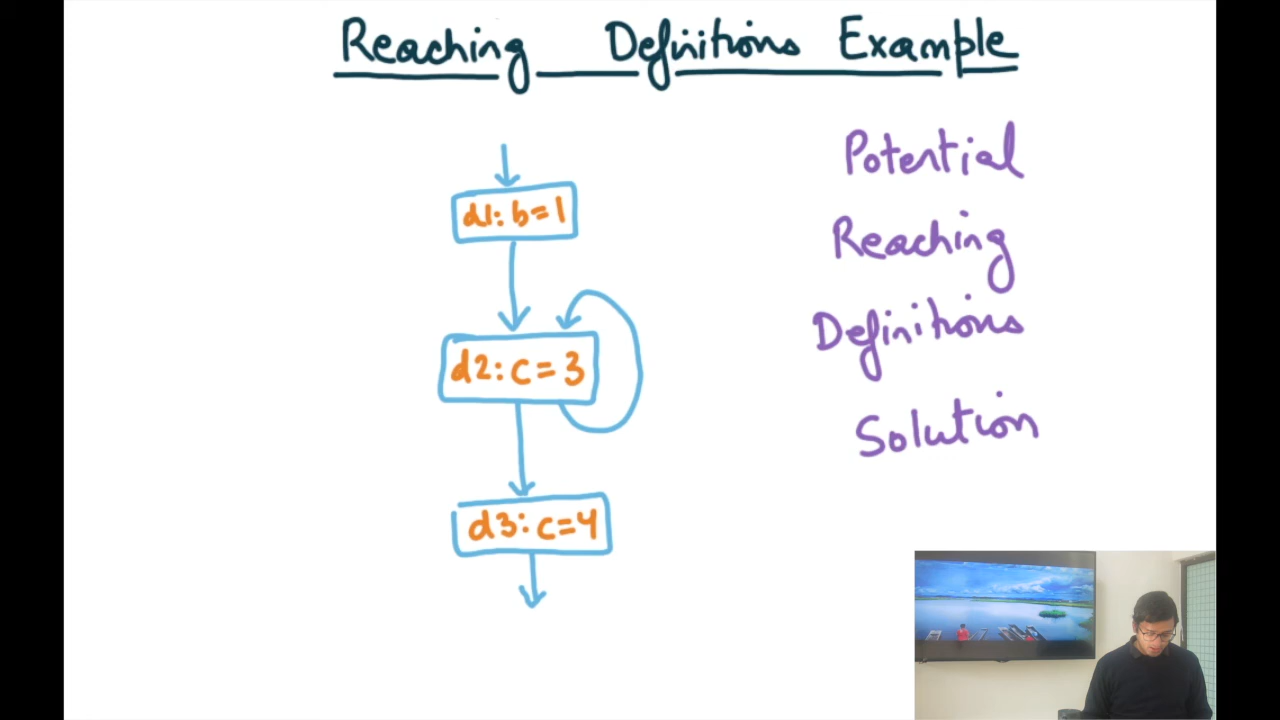 Reaching Definitions Example
Potential
Reaching
Definitions
Solution
d1: b=1
d2: c=3
d3: c=4